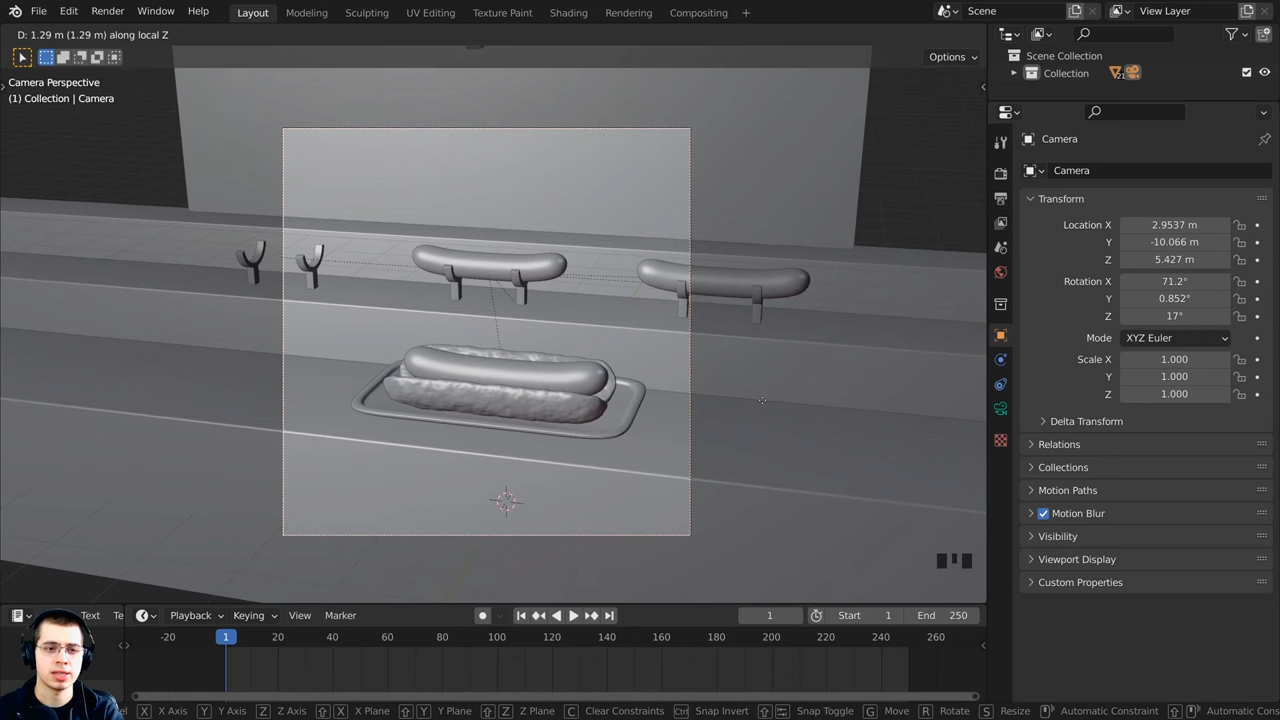 File Edit Render Window Help Layout Modeling Sculpting UV Editing Texture Paint Shading Rendering Compositing + Scene View Layer
D: 1.29 m (1.29 m) along local Z
Options
Camera Perspective
(1) Collection | Camera
Scene Collection
Collection 21
Camera
Camera
Transform
Location X 2.9537 m
Y -10.066 m
Z 5.427 m
Rotation X 71.2°
Y 0.852°
Z 17°
Mode XYZ Euler
Scale X 1.000
Y 1.000
Z 1.000
Delta Transform
Relations
Collections
Motion Paths
Motion Blur
Visibility
Viewport Display
Custom Properties
Text Te Playback Keying View Marker 1 Start 1 End 250
-20 1 20 40 60 80 100 120 140 160 180 200 220 240 260
X X Axis Y Y Axis Z Z Axis X X Plane Y Y Plane Z Z Plane C Clear Constraints Ctrl Snap Invert Snap Toggle G Move R Rotate S Resize Automatic Constraint Automatic Cons